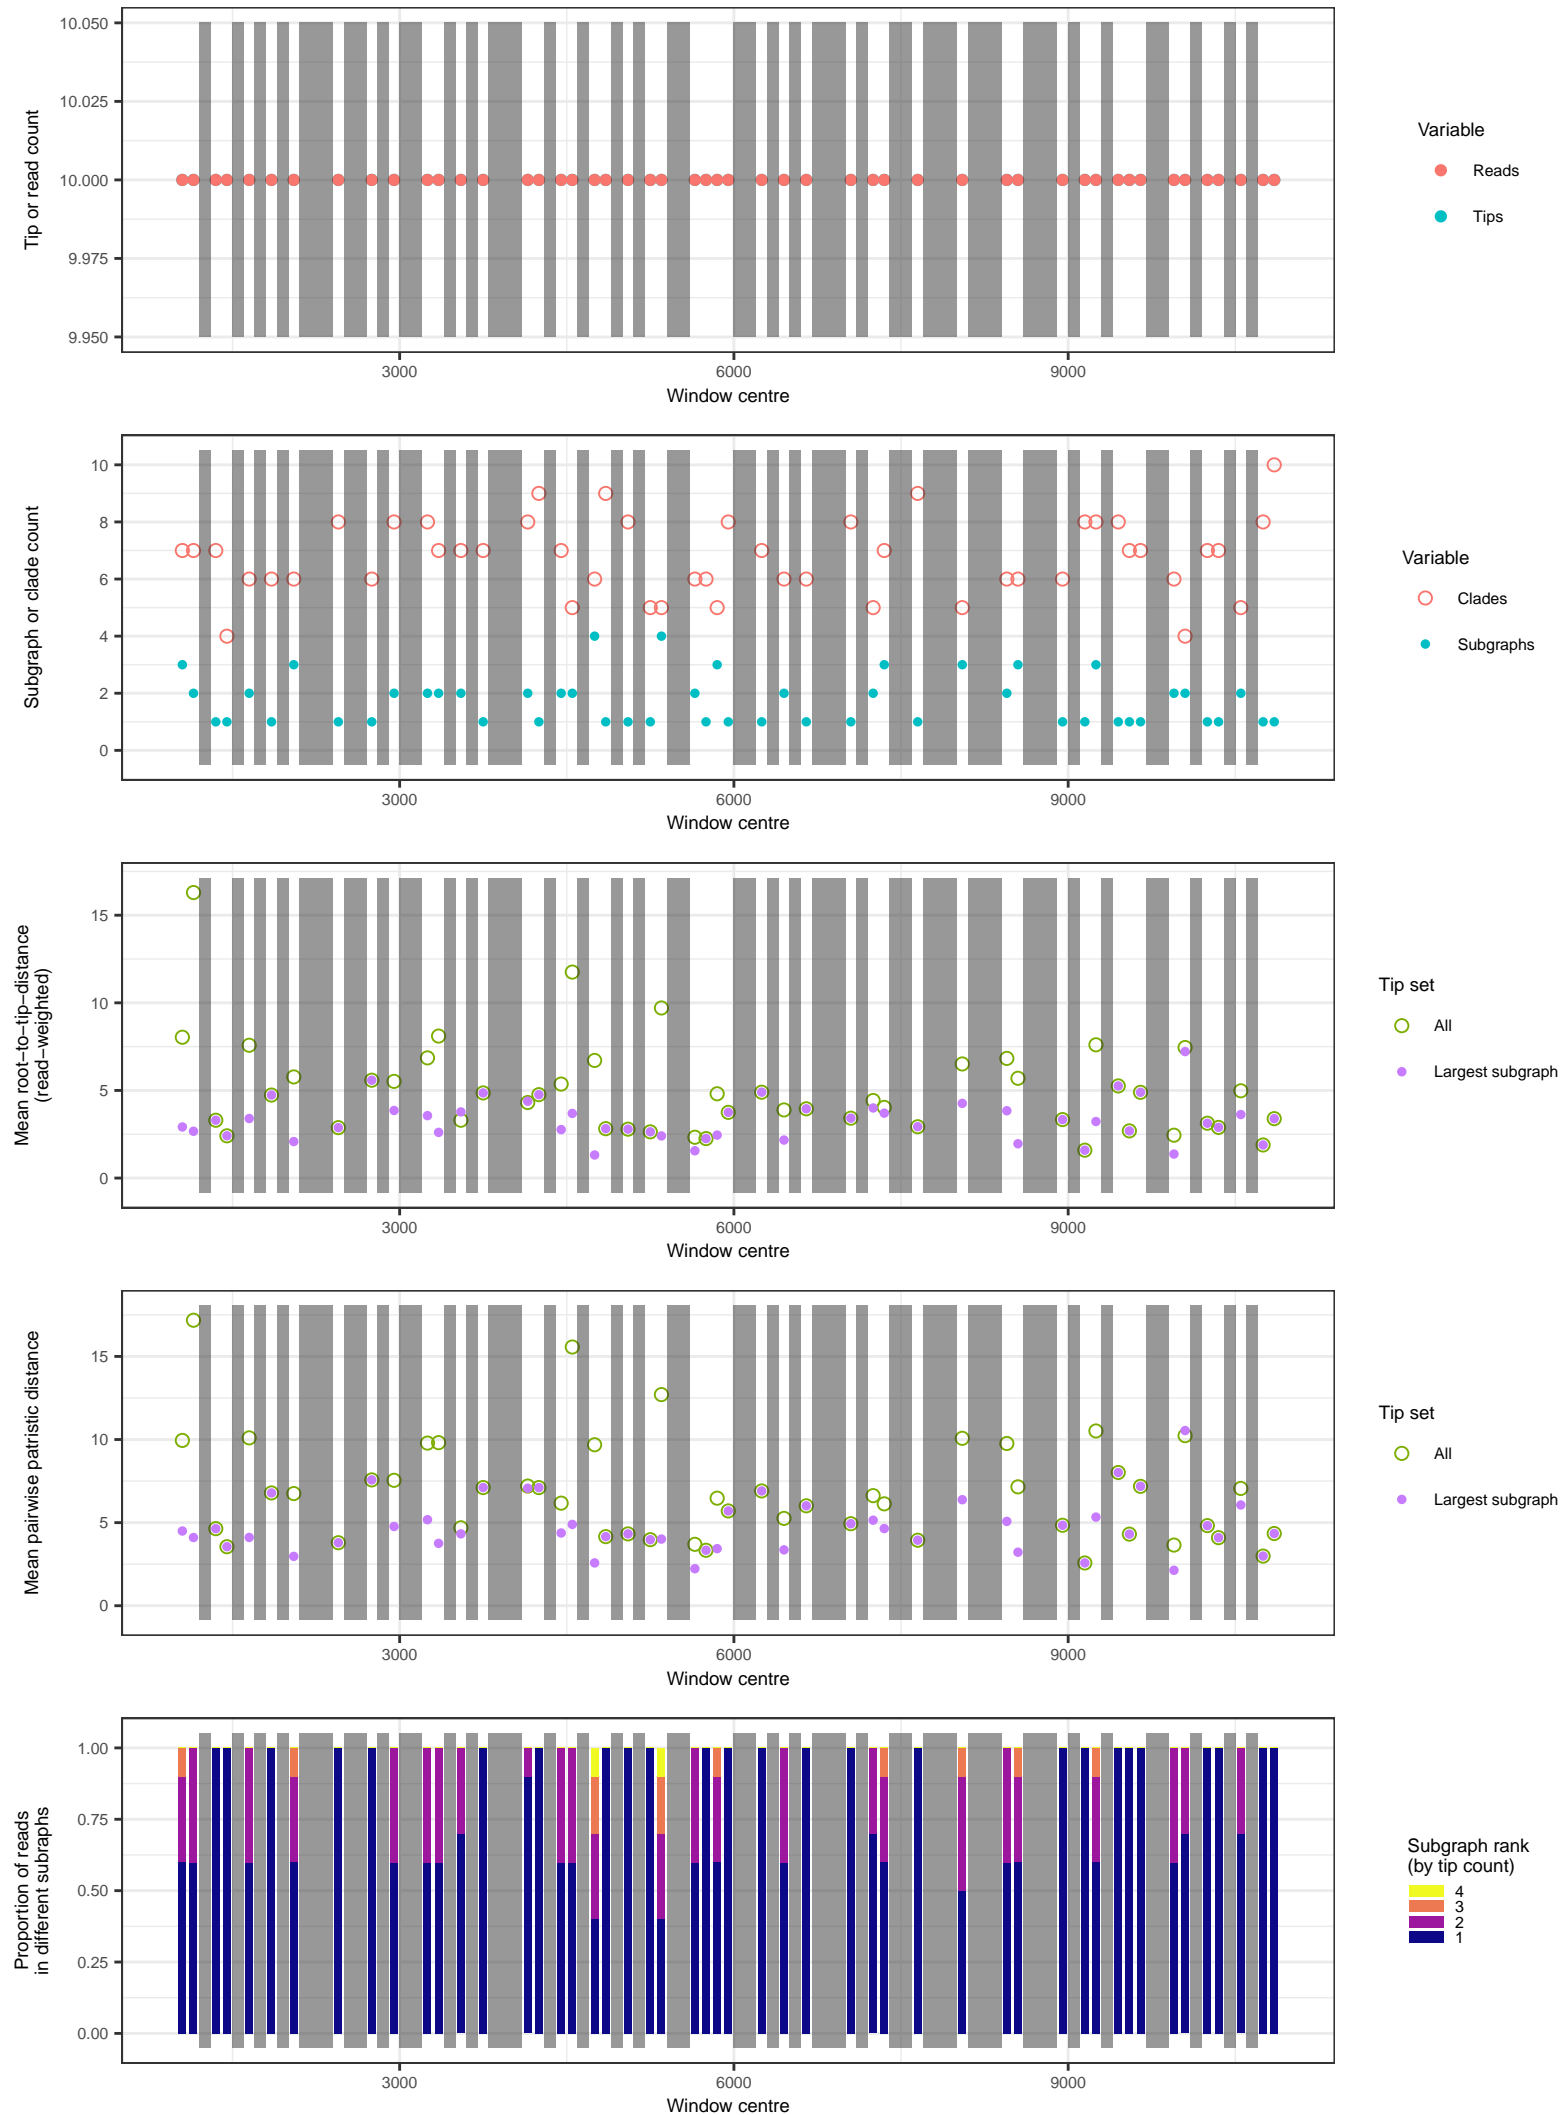 10.050
10.025
10.000
9.975
9.950
Tip or read count
3000
6000
9000
Window centre
Variable
Reads
Tips
10
8
6
4
2
0
Subgraph or clade count
3000
6000
9000
Window centre
Variable
Clades
Subgraphs
15
10
5
0
Mean root−to−tip−distance
(read−weighted)
3000
6000
9000
Window centre
Tip set
All
Largest subgraph
15
10
5
0
Mean pairwise patristic distance
3000
6000
9000
Window centre
Tip set
All
Largest subgraph
1.00
0.75
0.50
0.25
0.00
Proportion of reads
in different subraphs
3000
6000
9000
Window centre
Subgraph rank
(by tip count)
4
3
2
1